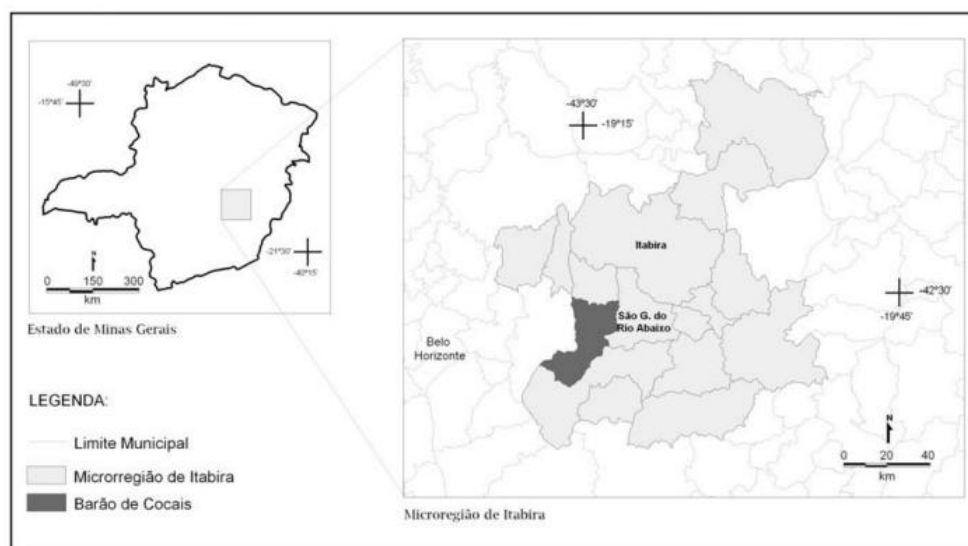 -49°30'
-15°45'
-21°30'
-40°15'
N
0 150 300
km
Estado de Minas Gerais
LEGENDA:
Limite Municipal
Microrregião de Itabira
Barão de Cocais
-43°30'
-19°15'
Itabira
São G. do
Rio Abaixo
Belo
Horizonte
-42°30'
-19°45'
N
0 20 40
km
Microregião de Itabira